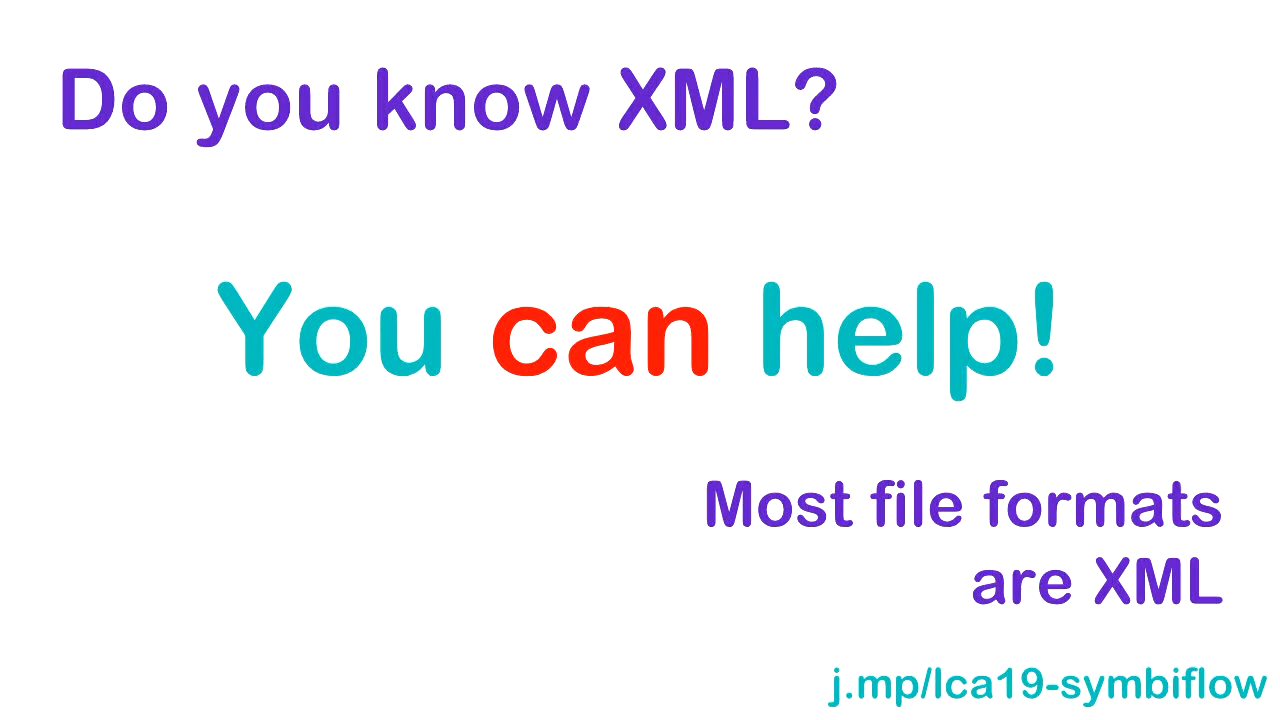 Do you know XML?
You can help!
Most file formats
are XML
j.mp/lca19-symbiflow